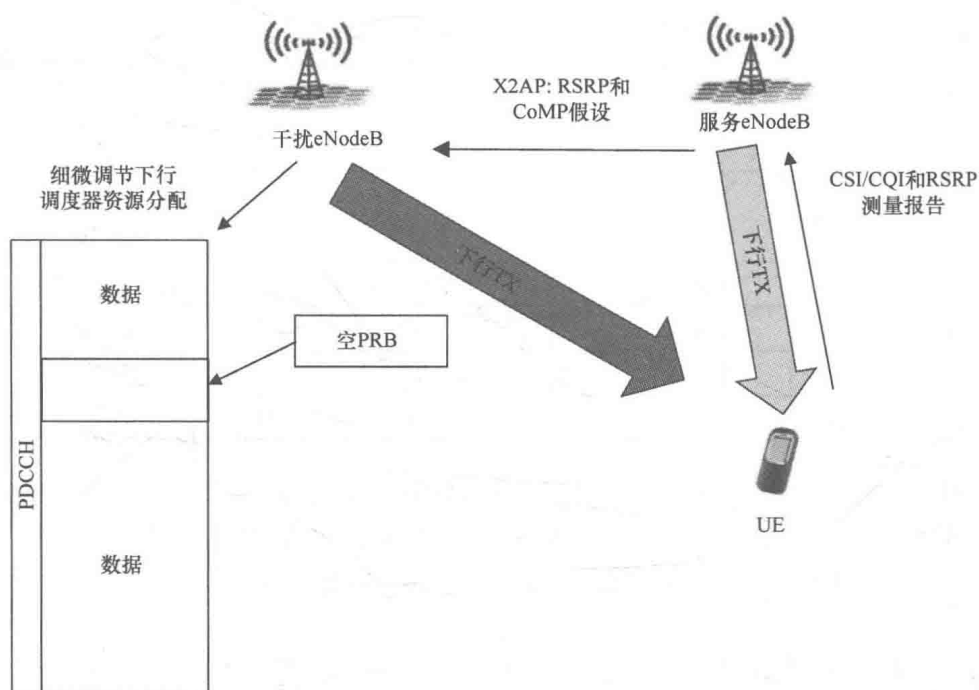 X2AP: RSRP和
CoMP假设
干扰eNodeB
服务eNodeB
细微调节下行
调度器资源分配
CSI/CQI和RSRP
测量报告
下行TX
下行TX
数据
空PRB
PDCCH
数据
UE